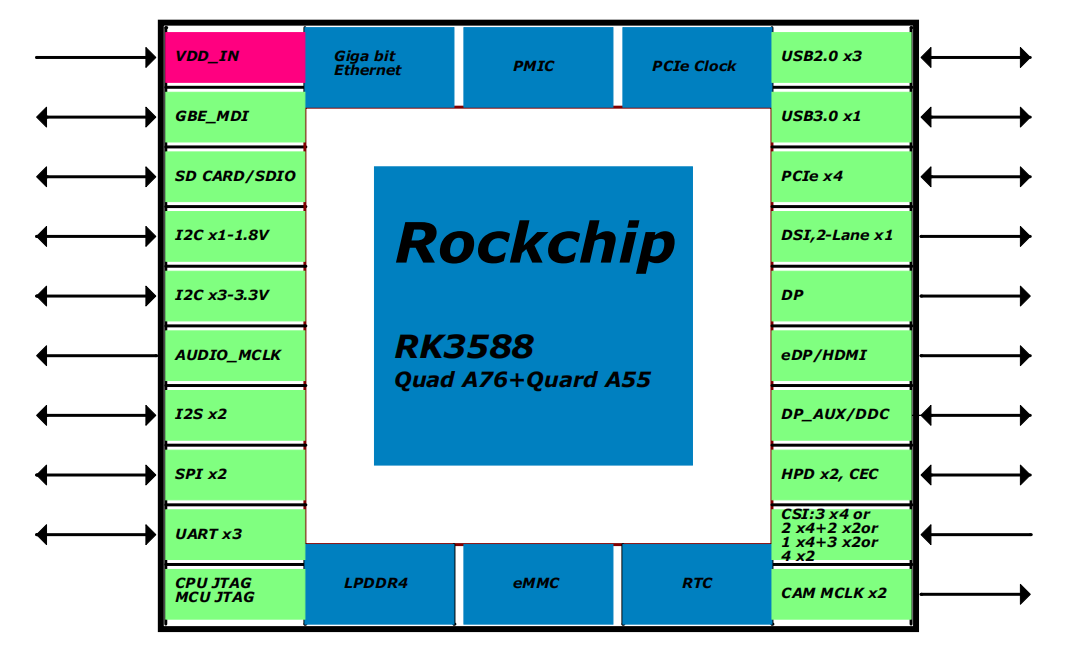 VDD_IN
Giga bit
Ethernet
PMIC
PCIe Clock
USB2.0 x3
GBE_MDI
USB3.0 x1
SD CARD/SDIO
PCIe x4
I2C x1-1.8V
Rockchip
DSI,2-Lane x1
I2C x3-3.3V
DP
RK3588
AUDIO_MCLK
eDP/HDMI
Quad A76+Quard A55
I2S x2
DP_AUX/DDC
SPI x2
HPD x2, CEC
UART x3
CSI:3 x4 or
2 x4+2 x2or
1 x4+3 x2or
4 x2
CPU JTAG
MCU JTAG
LPDDR4
eMMC
RTC
CAM MCLK x2